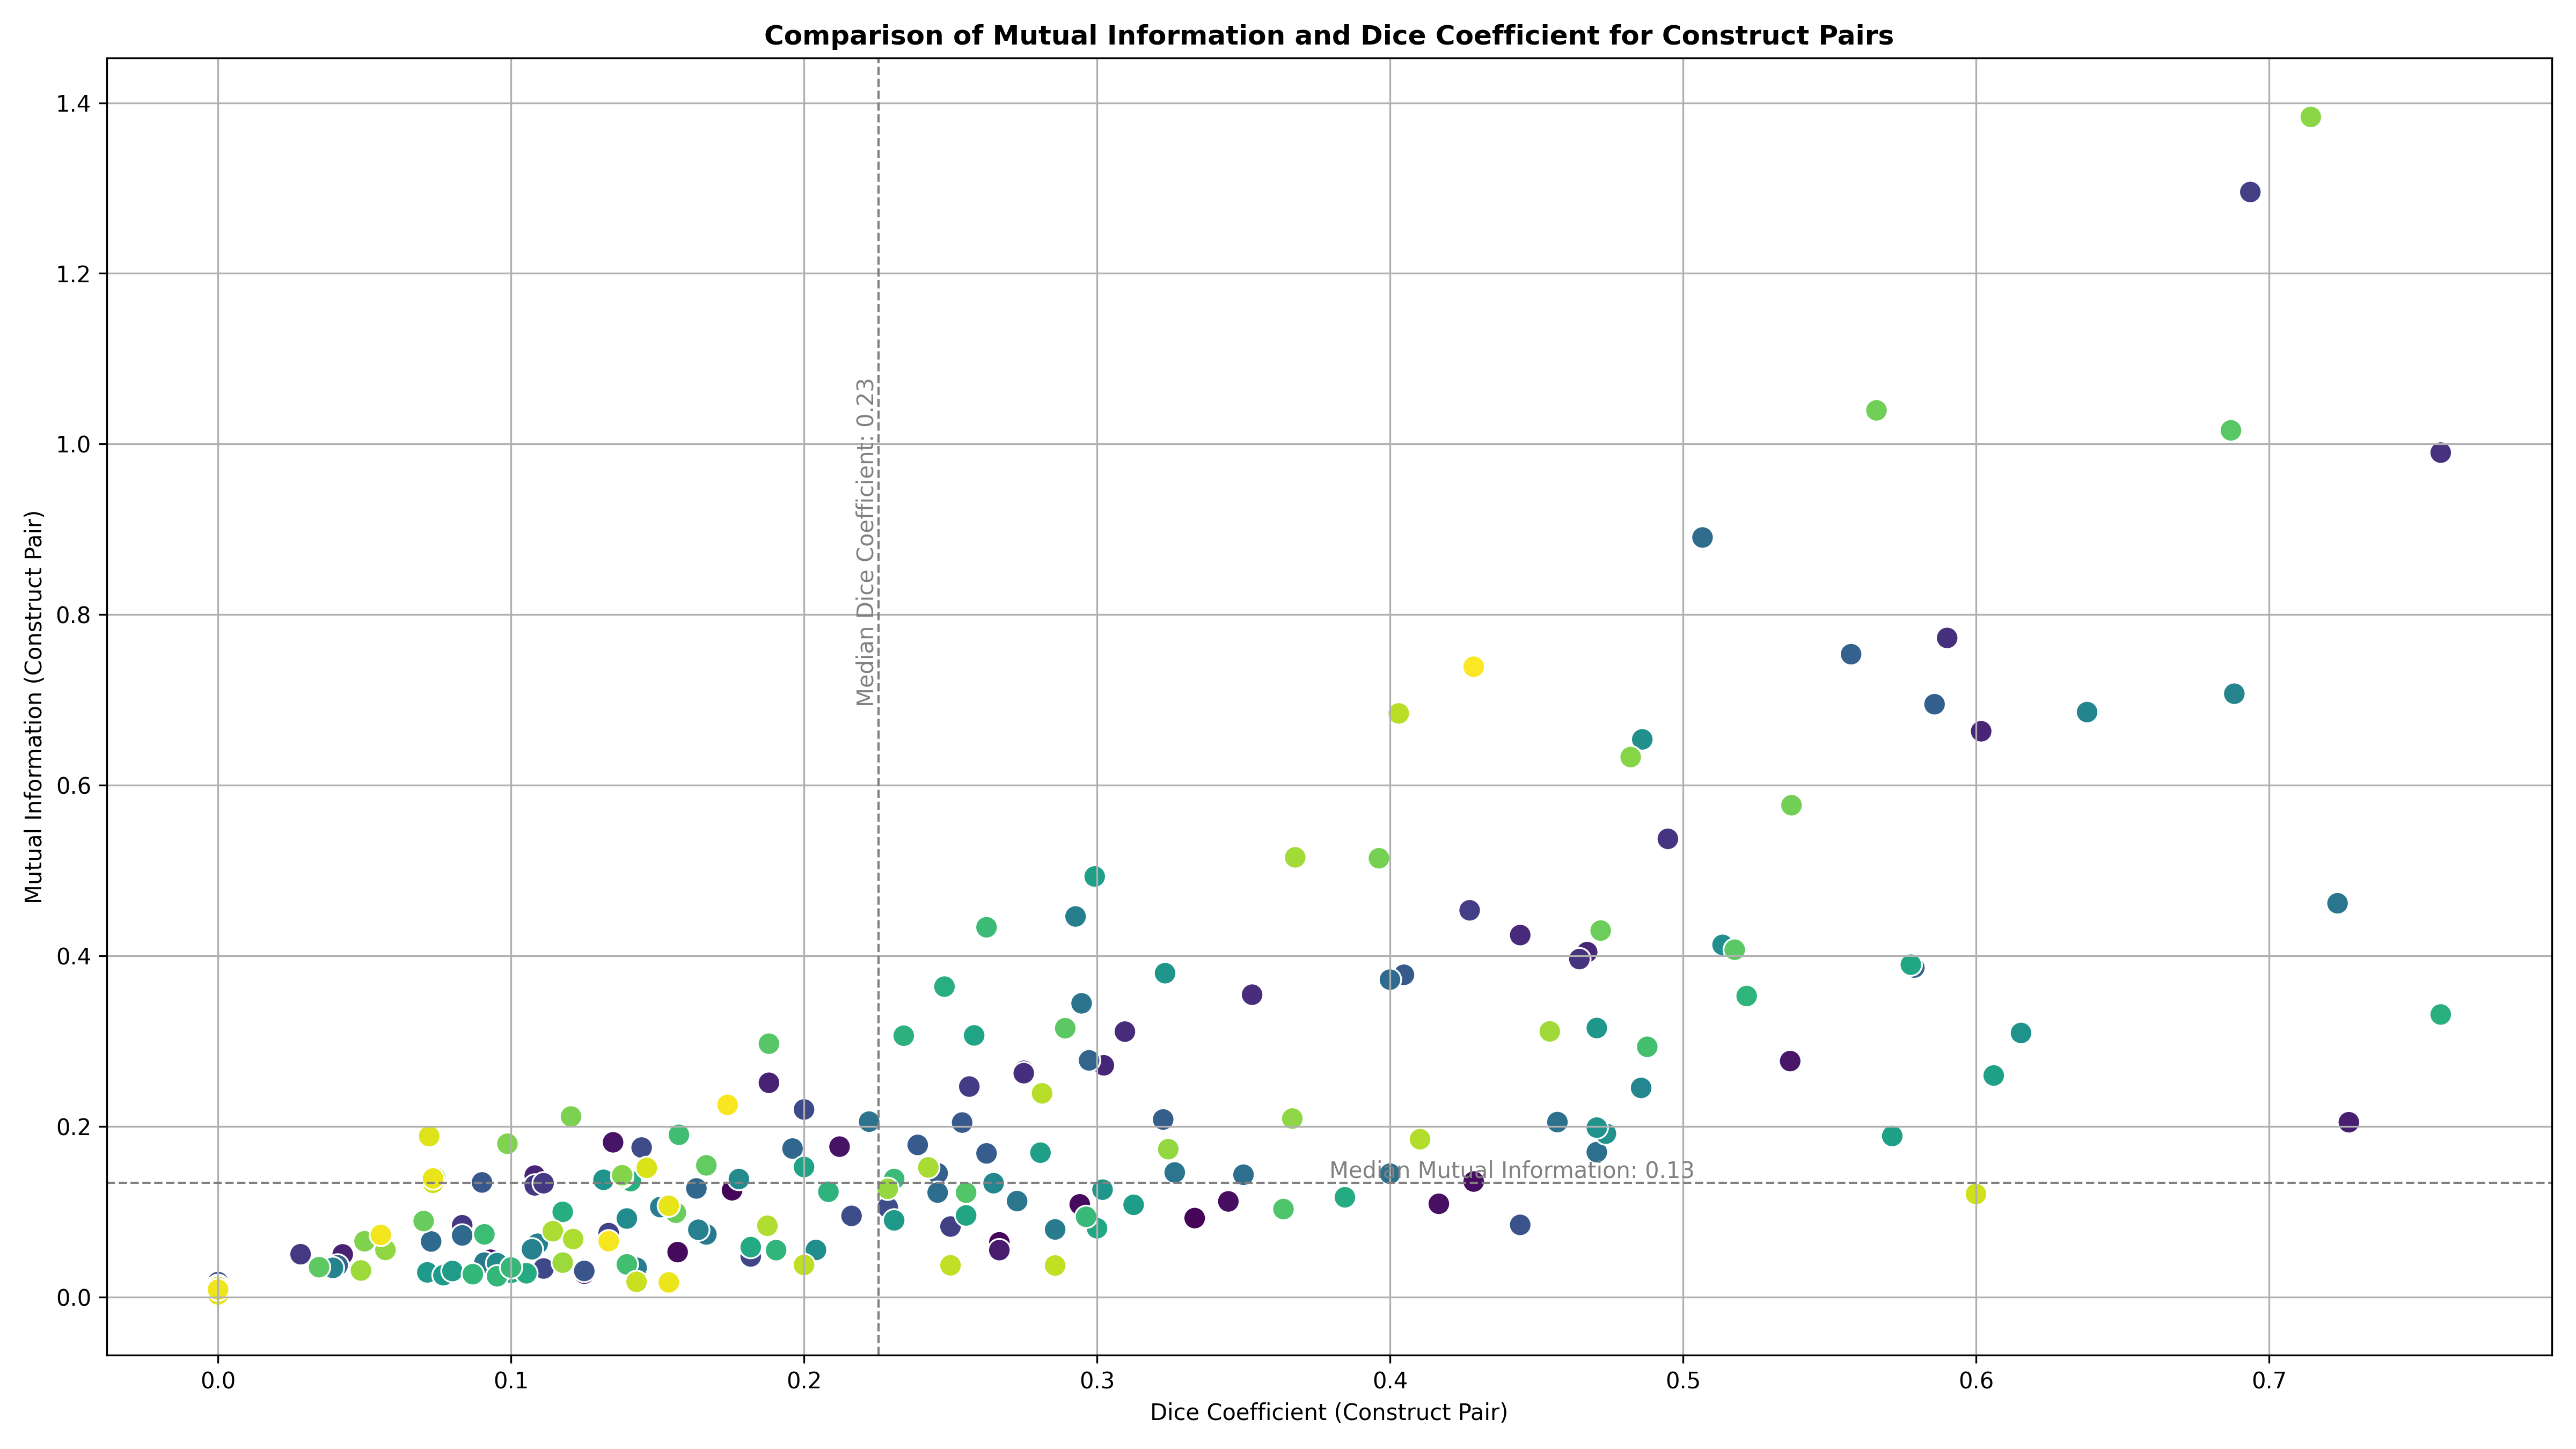 Comparison of Mutual Information and Dice Coefficient for Construct Pairs
Mutual Information (Construct Pair)
1.4
1.2
1.0
0.8
0.6
0.4
0.2
0.0
Median Dice Coefficient: 0.23
Median Mutual Information: 0.13
0.0 0.1 0.2 0.3 0.4 0.5 0.6 0.7
Dice Coefficient (Construct Pair)